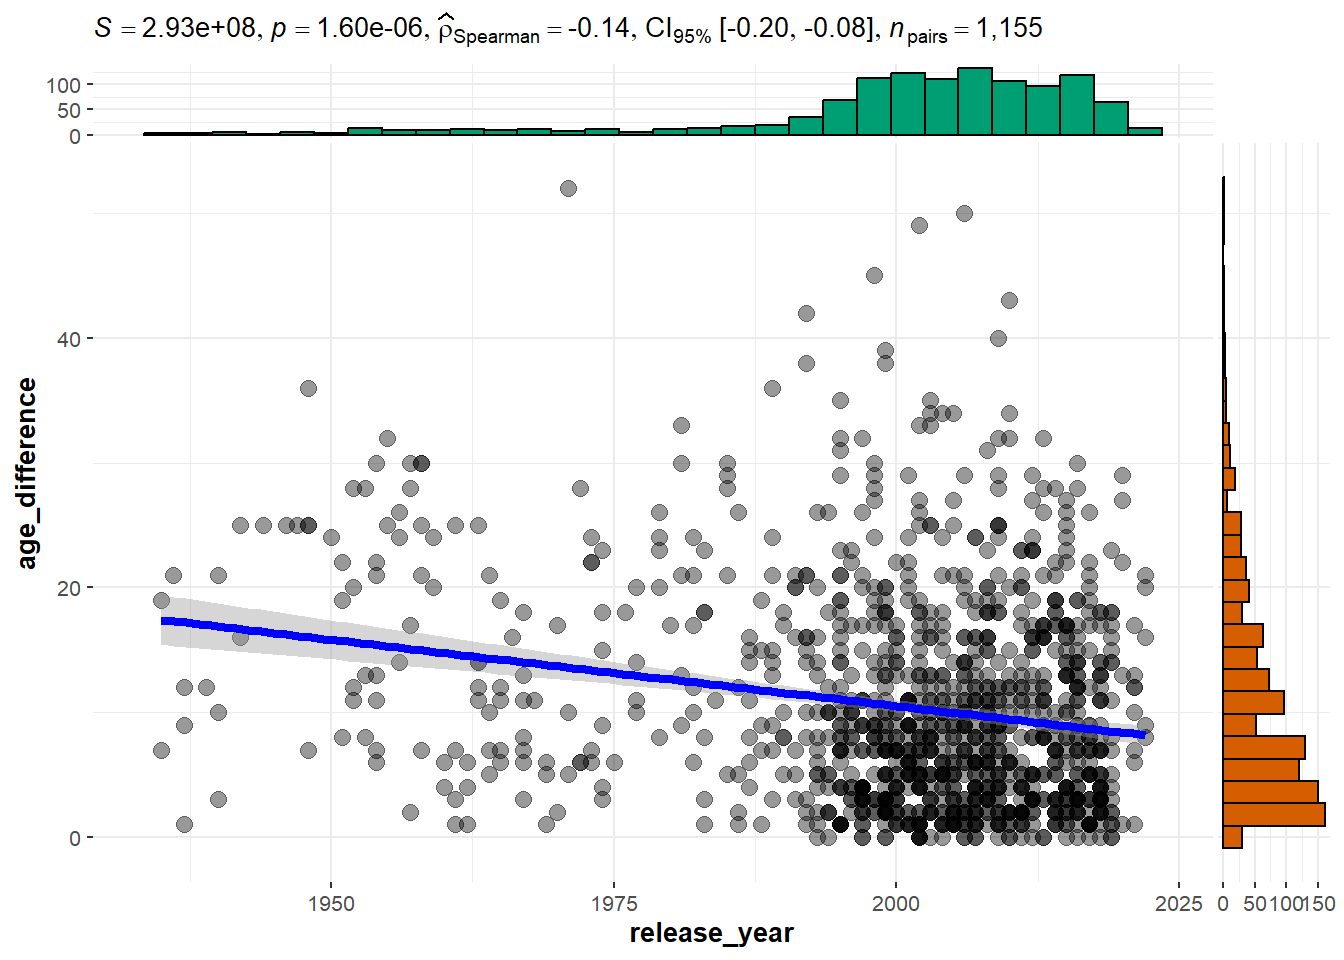 S = 2.93e+08, p = 1.60e-06, ρ̂Spearman = -0.14, CI95% [-0.20, -0.08], npairs = 1,155
100
50
0
40
20
0
age_difference
1950 1975 2000 2025 0 50 100 150
release_year